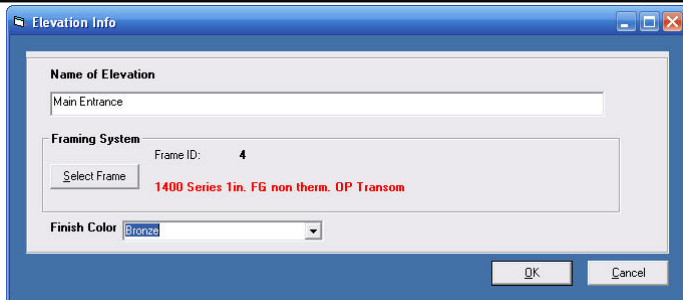 Elevation Info
Name of Elevation
Main Entrance
Framing System
Frame ID: 4
Select Frame
1400 Series 1in. FG non therm. OP Transom
Finish Color Bronze
OK Cancel